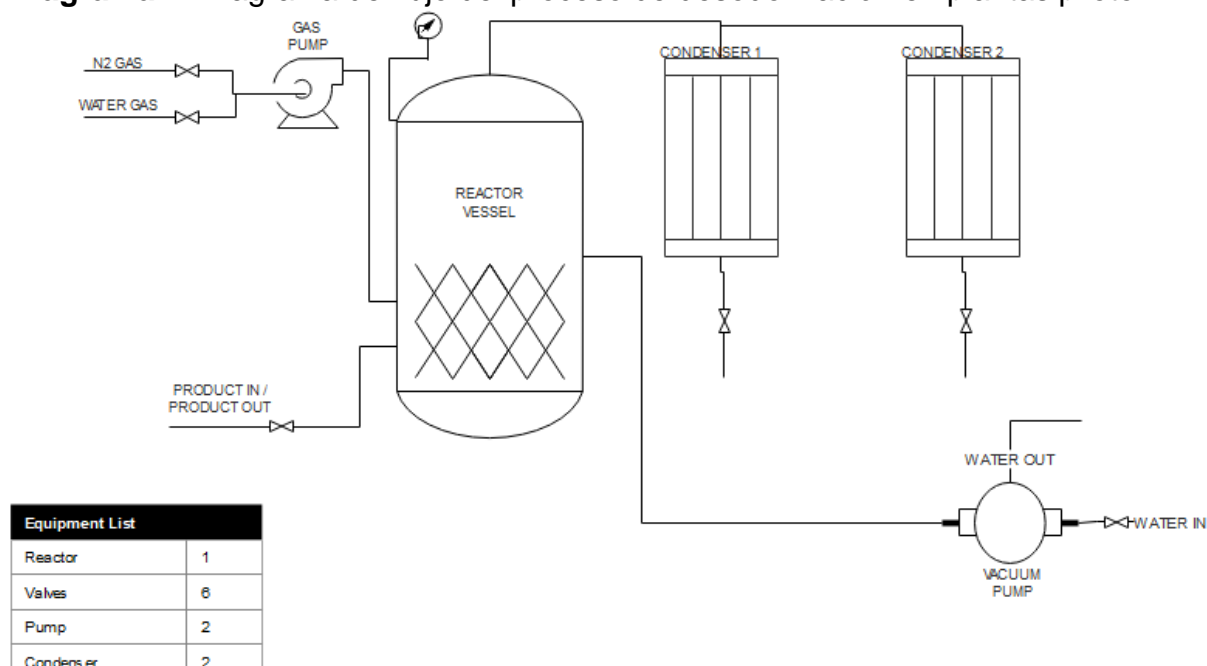 GAS
PUMP
CONDENSER 1
CONDENSER 2
N2 GAS
WATER GAS
REACTOR
VESSEL
PRODUCT IN /
PRODUCT OUT
WATER OUT
WATER IN
VACUUM
PUMP
Equipment List
Reactor 1
Valves 6
Pump 2
Condenser 2